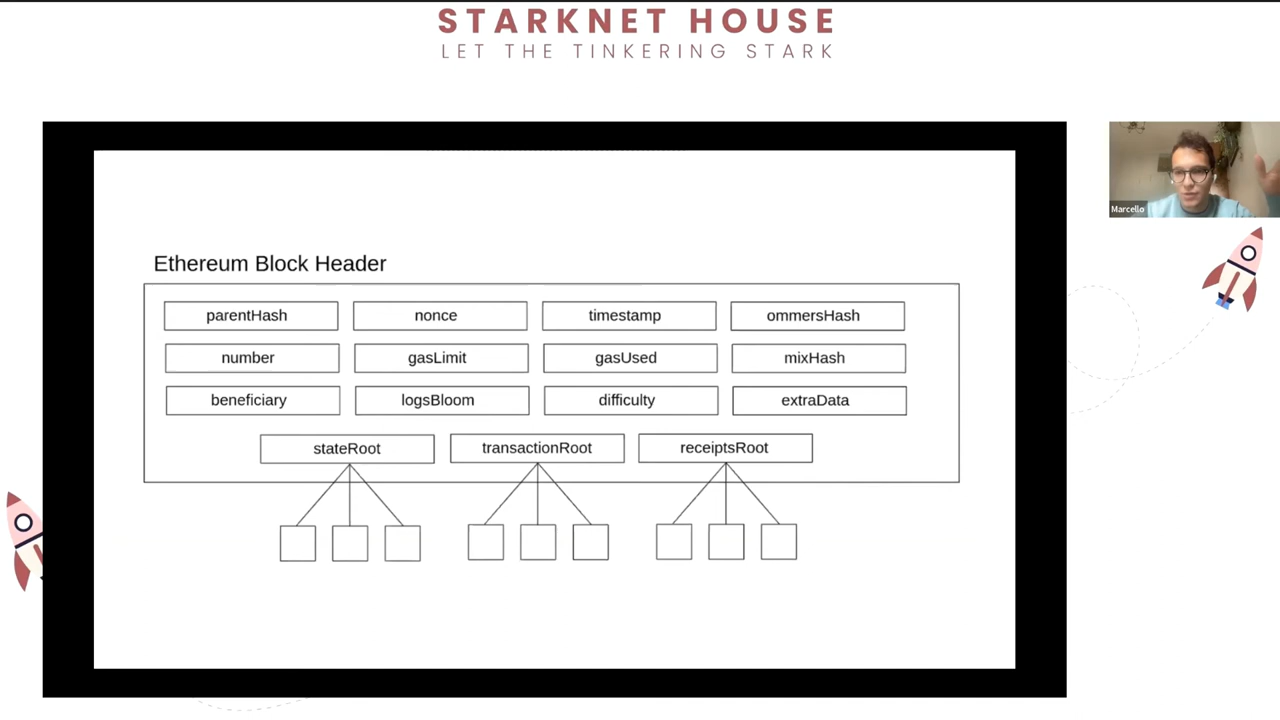 STARKNET HOUSE
LET THE TINKERING STARK
Marcello
Ethereum Block Header
parentHash nonce timestamp ommersHash
number gasLimit gasUsed mixHash
beneficiary logsBloom difficulty extraData
stateRoot transactionRoot receiptsRoot